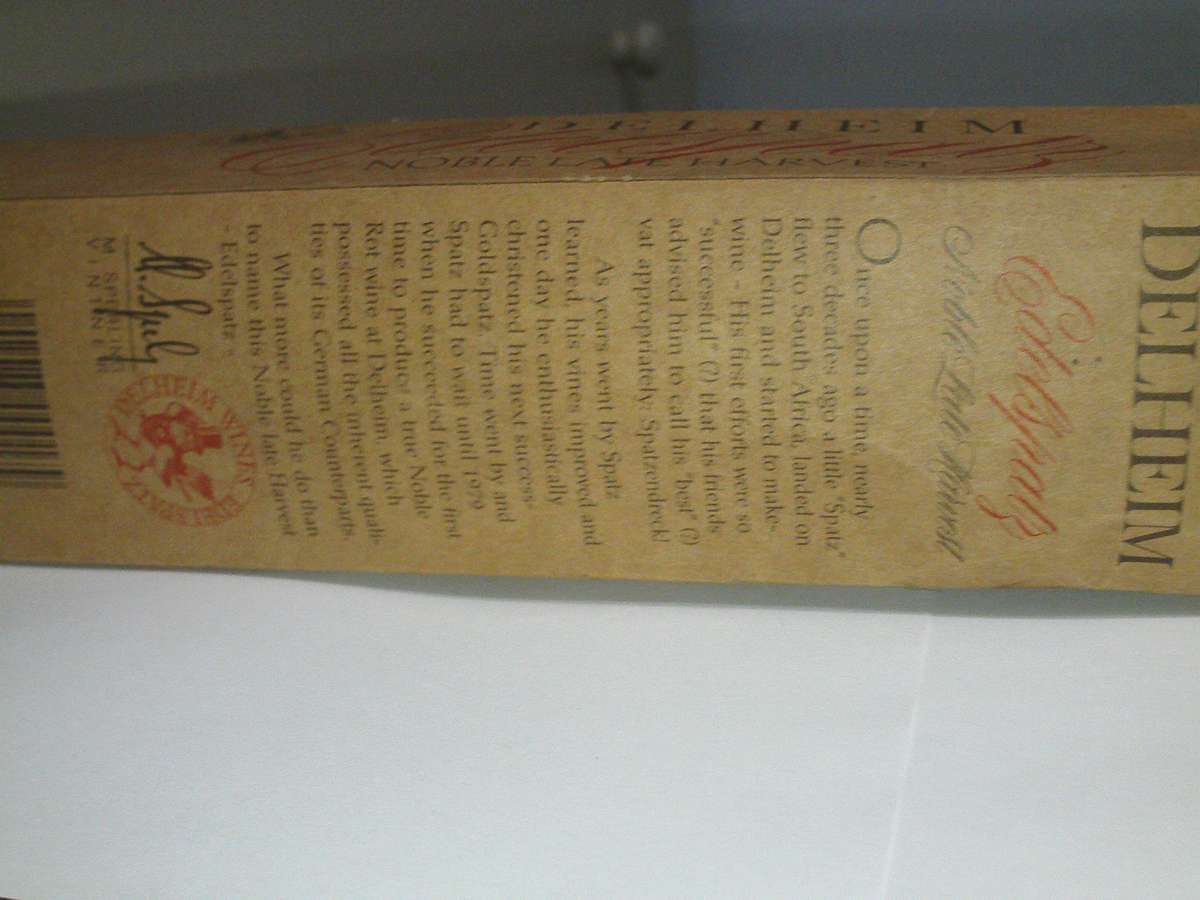 DELHEIM
Edelspatz
NOBLE LATE HARVEST
DELHEIM
Edelspatz
Noble Late Harvest
Once upon a time, nearly
three decades ago a little "Spatz"
flew to South Africa, landed on
Delheim and started to make
wine - His first efforts were so
"successful" (?) that his friends
advised him to call his "best" (?)
vat appropriately: Spatzendreck!
As years went by Spatz
learned, his vines improved and
one day he enthusiastically
christened his next success-
Goldspatz. Time went by and
Spatz had to wait until 1979
when he succeeded for the first
time to produce a true Noble
Rot wine at Delheim, which
possessed all the inherent quali-
ties of its German Counterparts.
What more could he do than
to name this Noble late Harvest
- Edelspatz -
M. Sperling
M SPERLING
VINTNER
DELHEIM WINES
EDELSPATZ